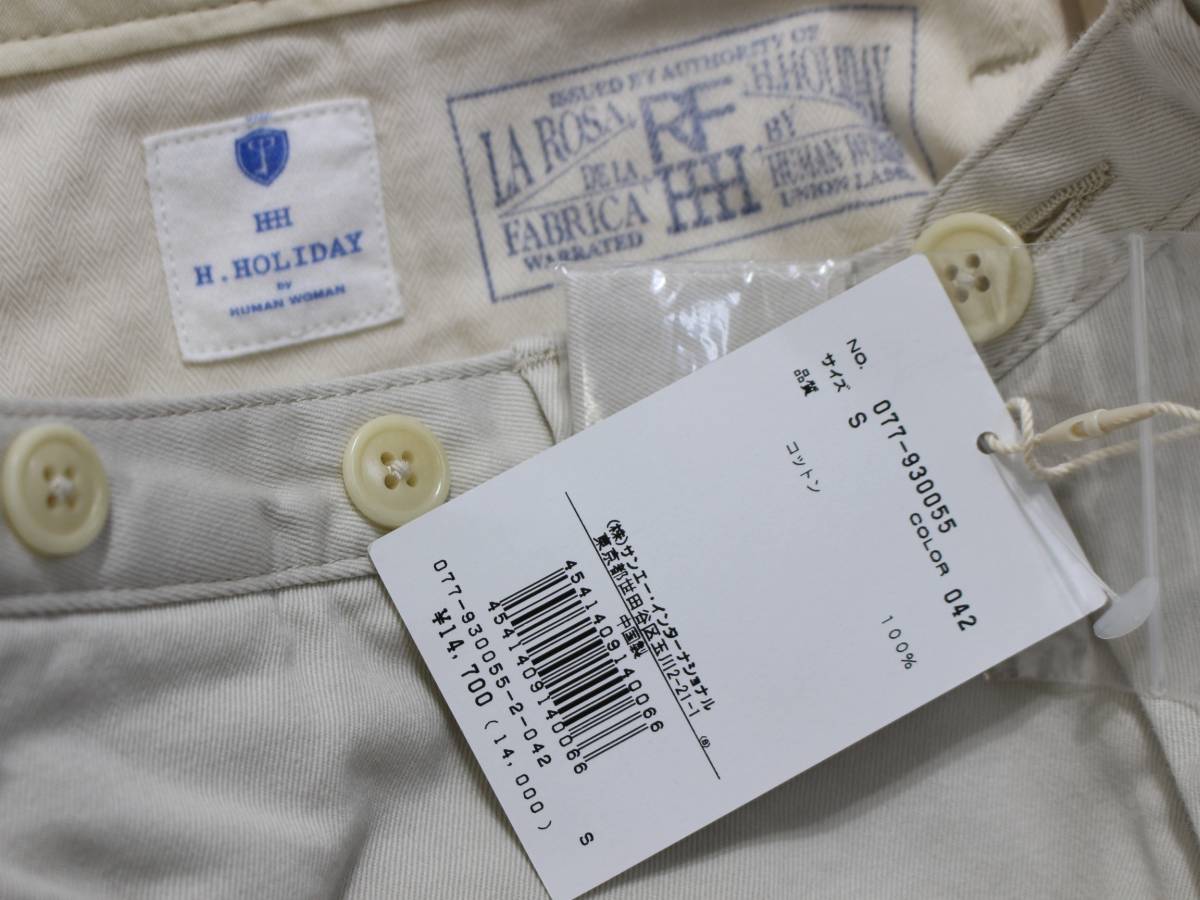 HH
H.HOLIDAY
BY
HUMAN WOMAN
ISSUED BY AUTHORITY OF
LA ROSA
DE LA
FABRICA
WARRATED
RF
HH
H.HOLIDAY
BY
HUMAN
UNION LABEL
NO. 077-930055 COLOR 042
サイズ S
品質
コットン 100%
(株)サンエー・インターナショナル
東京都世田谷区玉川2-21-1
中国製
4541409140066
4541409140066 S
077-930055-2-042
¥14,700 (14,000)